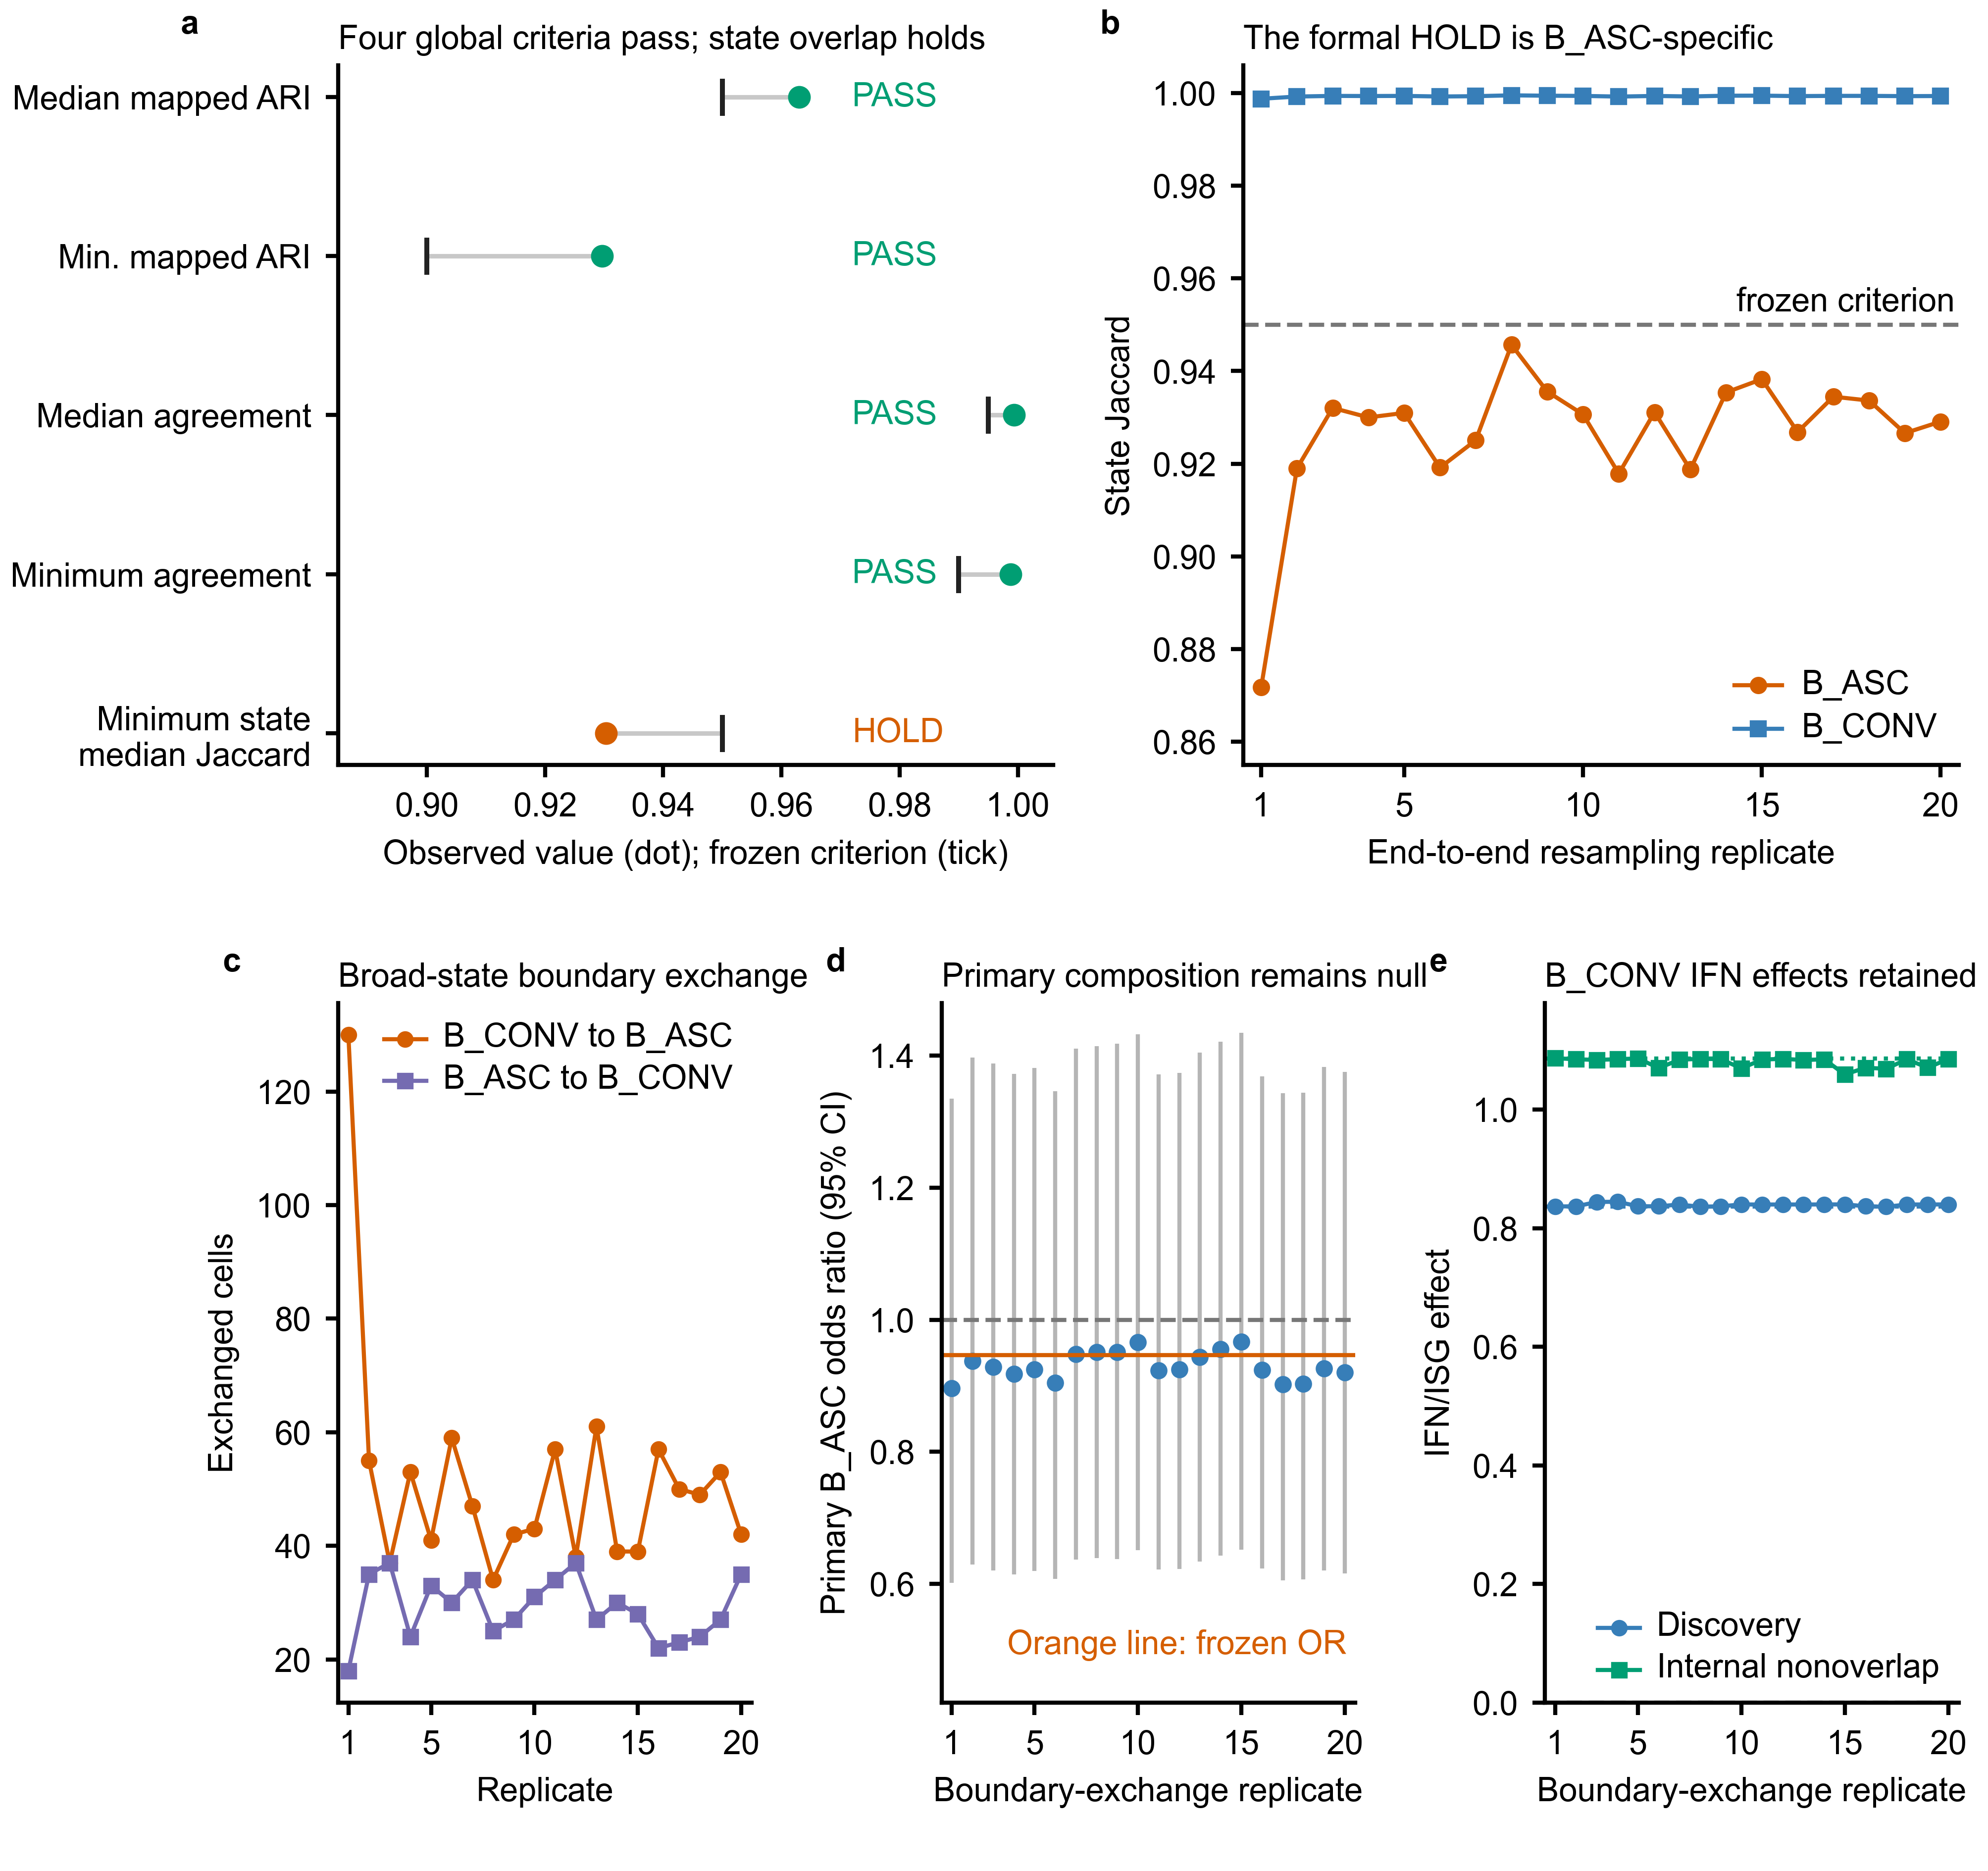 a
Four global criteria pass; state overlap holds
Median mapped ARI
PASS
Min. mapped ARI
PASS
Median agreement
PASS
Minimum agreement
PASS
Minimum state
median Jaccard
HOLD
0.90 0.92 0.94 0.96 0.98 1.00
Observed value (dot); frozen criterion (tick)
b
The formal HOLD is B_ASC-specific
State Jaccard
1.00
0.98
0.96
0.94
0.92
0.90
0.88
0.86
frozen criterion
B_ASC
B_CONV
1 5 10 15 20
End-to-end resampling replicate
c
Broad-state boundary exchange
Exchanged cells
120
100
80
60
40
20
B_CONV to B_ASC
B_ASC to B_CONV
1 5 10 15 20
Replicate
d
Primary composition remains null
Primary B_ASC odds ratio (95% CI)
1.4
1.2
1.0
0.8
0.6
Orange line: frozen OR
1 5 10 15 20
Boundary-exchange replicate
e
B_CONV IFN effects retained
IFN/ISG effect
1.0
0.8
0.6
0.4
0.2
0.0
Discovery
Internal nonoverlap
1 5 10 15 20
Boundary-exchange replicate